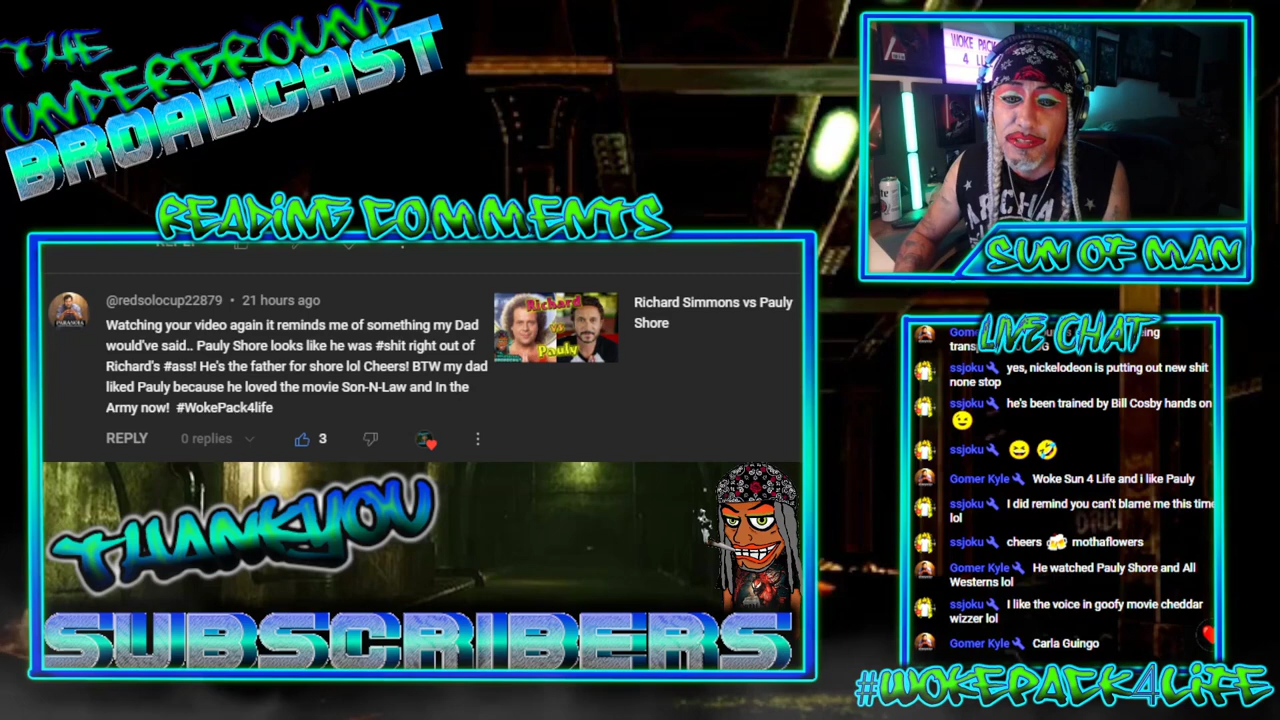 THE
UNDERGROUND
BROADCAST
WOKE PACK
4 LIFE
SUN OF MAN
READING COMMENTS
REPLY
@redsolocup22879 • 21 hours ago
Watching your video again it reminds me of something my Dad
would've said.. Pauly Shore looks like he was #shit right out of
Richard's #ass! He's the father for shore lol Cheers! BTW my dad
liked Pauly because he loved the movie Son-N-Law and In the
Army now!  #WokePack4life
REPLY 0 replies 3
Richard
vs
Pauly
Richard Simmons vs Pauly
Shore
THANKYOU
SUBSCRIBERS
LIVE CHAT
ssjoku yes, nickelodeon is putting out new shit
none stop
ssjoku he's been trained by Bill Cosby hands on
😉
ssjoku 😆 🤣
Gomer Kyle Woke Sun 4 Life and i like Pauly
ssjoku I did remind you can't blame me this time
lol
ssjoku cheers 🍻 mothaflowers
Gomer Kyle He watched Pauly Shore and All
Westerns lol
ssjoku I like the voice in goofy movie cheddar
wizzer lol
Gomer Kyle Carla Guingo
#WOKEPACK4LIFE